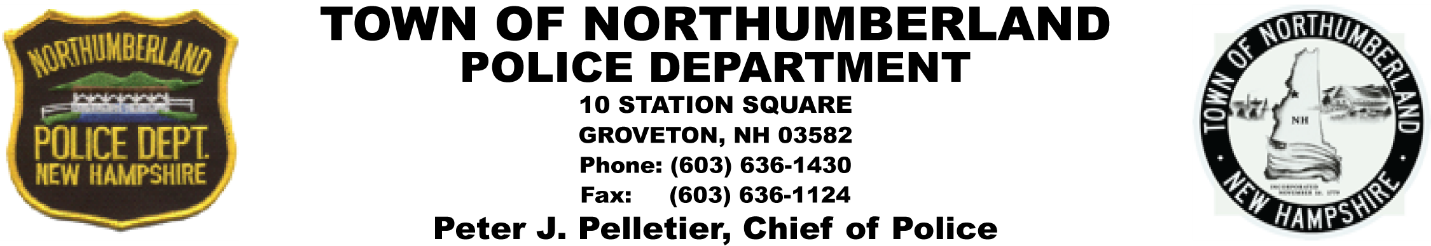 NORTHUMBERLAND
POLICE DEPT.
NEW HAMPSHIRE
TOWN OF NORTHUMBERLAND
POLICE DEPARTMENT
10 STATION SQUARE
GROVETON, NH 03582
Phone: (603) 636-1430
Fax: (603) 636-1124
Peter J. Pelletier, Chief of Police
TOWN OF NORTHUMBERLAND
NH
INCORPORATED
· NEW HAMPSHIRE ·